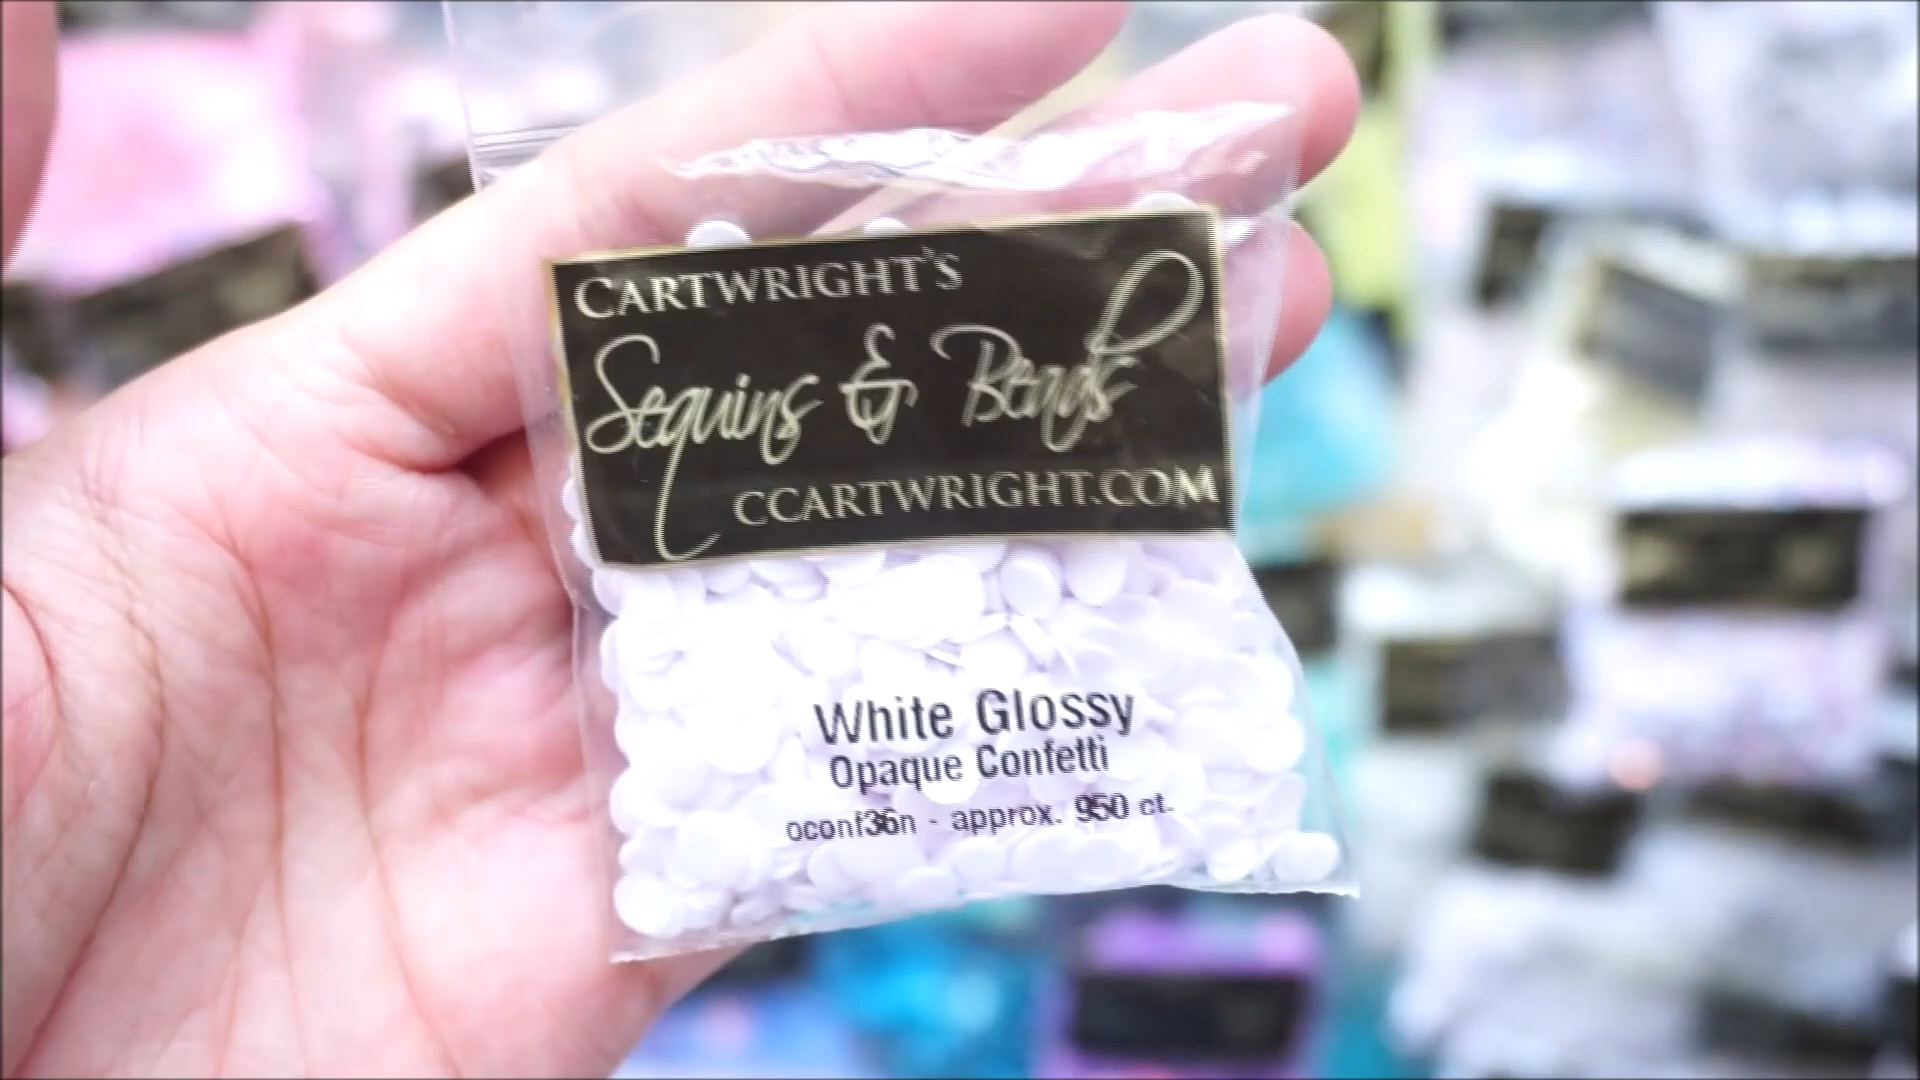 CARTWRIGHT'S
Sequins & Beads
CCARTWRIGHT.COM
White Glossy
Opaque Confetti
oconf36n - approx. 950 ct.